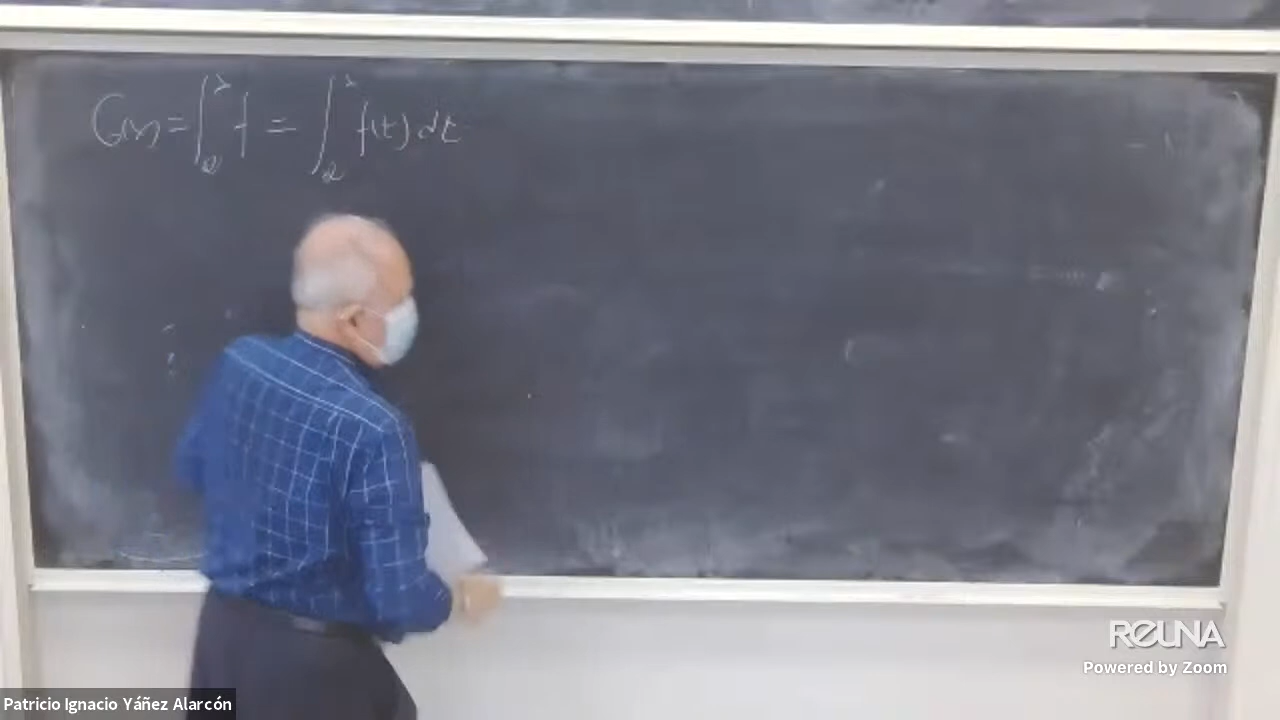 G(x) = ∫_a^x f = ∫_a^x f(t) dt
REUNA
Powered by Zoom
Patricio Ignacio Yáñez Alarcón